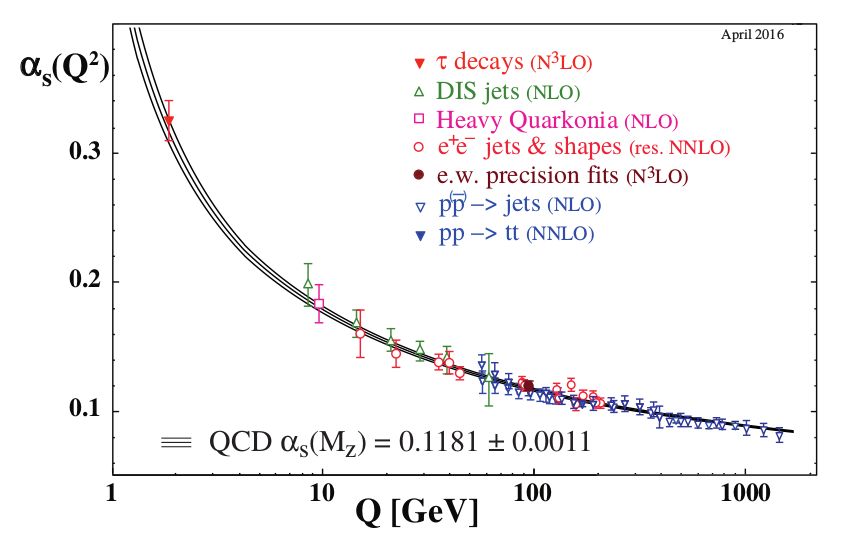 April 2016
αs(Q²)
τ decays (N³LO)
DIS jets (NLO)
Heavy Quarkonia (NLO)
e⁺e⁻ jets & shapes (res. NNLO)
e.w. precision fits (N³LO)
pp(–) –> jets (NLO)
pp –> tt (NNLO)
0.3
0.2
0.1
QCD αs(Mz) = 0.1181 ± 0.0011
1 10 100 1000
Q [GeV]